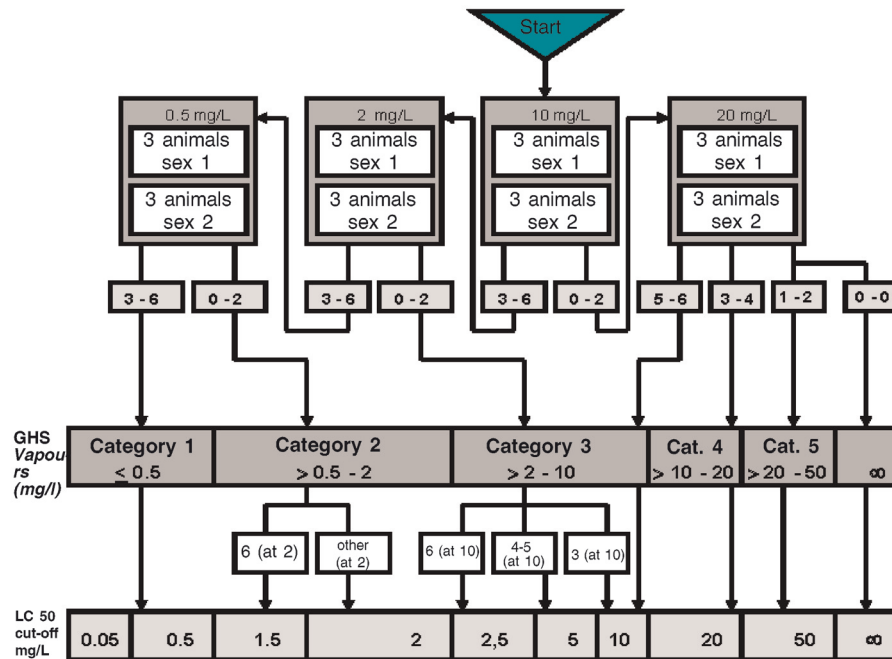 Start
0.5 mg/L
2 mg/L
10 mg/L
20 mg/L
3 animals
sex 1
3 animals
sex 1
3 animals
sex 1
3 animals
sex 1
3 animals
sex 2
3 animals
sex 2
3 animals
sex 2
3 animals
sex 2
3 - 6
0 - 2
3 - 6
0 - 2
3 - 6
0 - 2
5 - 6
3 - 4
1 - 2
0 - 0
GHS
Vapou-
rs
(mg/l)
Category 1
≤ 0.5
Category 2
> 0.5 - 2
Category 3
> 2 - 10
Cat. 4
> 10 - 20
Cat. 5
> 20 - 50
∞
6 (at 2)
other
(at 2)
6 (at 10)
4-5
(at 10)
3 (at 10)
LC 50
cut-off
mg/L
0.05
0.5
1.5
2
2,5
5
10
20
50
∞